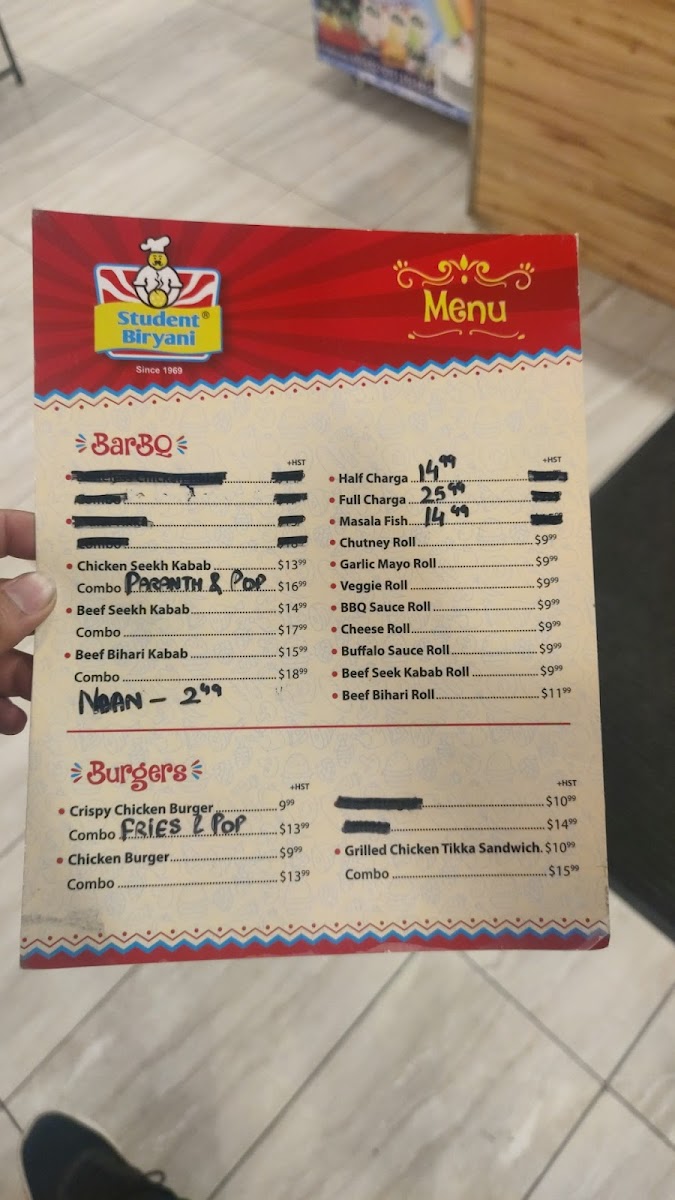 Student®
Biryani
Since 1969
Menu
BarBQ
+HST
Combo
Combo
Chicken Seekh Kabab $13.99
Combo PARANTH & POP $16.99
Beef Seekh Kabab $14.99
Combo $17.99
Beef Bihari Kabab $15.99
Combo $18.99
NAAN - 2.49
+HST
Half Charga 14.99
Full Charga 25.99
Masala Fish 14.99
Chutney Roll $9.99
Garlic Mayo Roll $9.99
Veggie Roll $9.99
BBQ Sauce Roll $9.99
Cheese Roll $9.99
Buffalo Sauce Roll $9.99
Beef Seek Kabab Roll $9.99
Beef Bihari Roll $11.99
Burgers
+HST
Crispy Chicken Burger 9.99
Combo FRIES & POP $13.99
Chicken Burger $9.99
Combo $13.99
+HST
$10.99
$14.99
Grilled Chicken Tikka Sandwich. $10.99
Combo $15.99